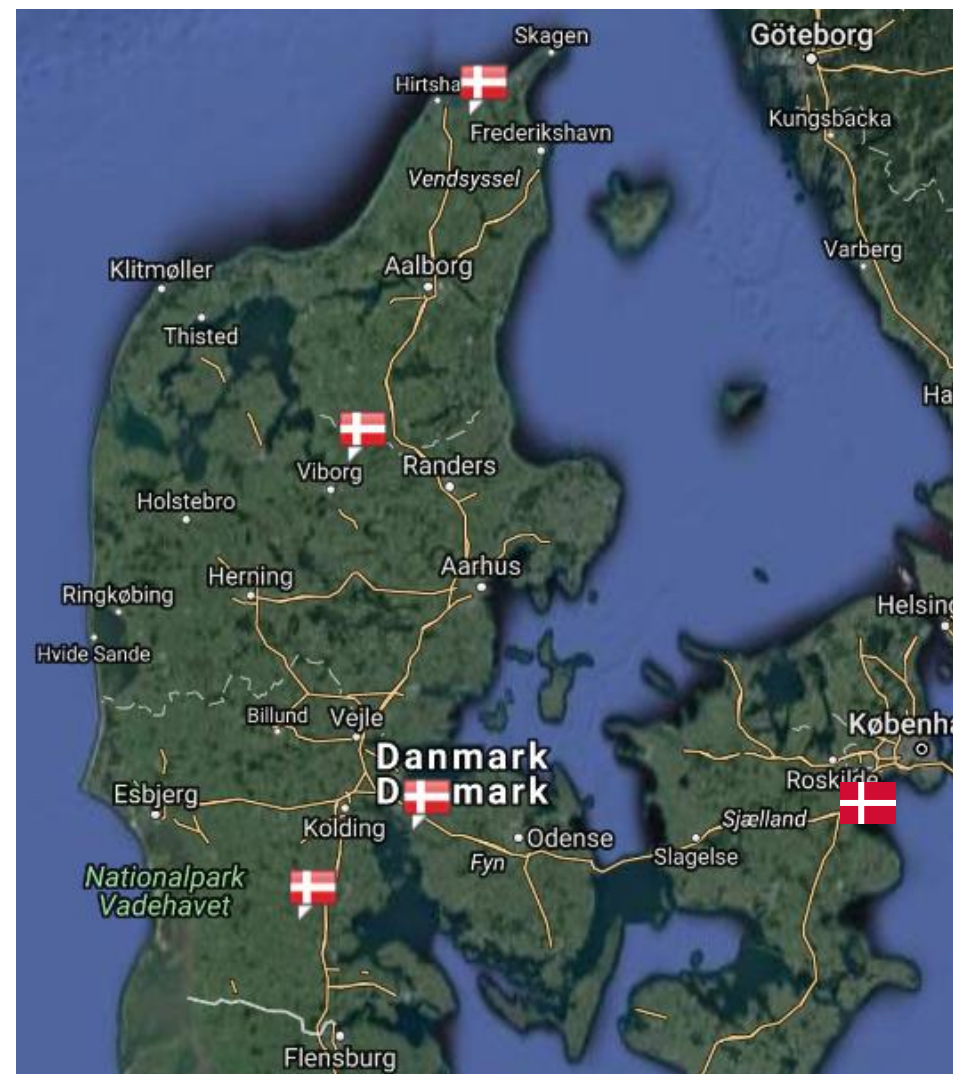 Skagen
Göteborg
Hirtsha
Kungsbacka
Frederikshavn
Vendsyssel
Varberg
Klitmøller
Aalborg
Thisted
Ha
Viborg
Randers
Holstebro
Aarhus
Herning
Ringkøbing
Helsing
Hvide Sande
Billund
Vejle
Københa
Danmark
D mark
Roskilde
Esbjerg
Kolding
Sjælland
Odense
Fyn
Slagelse
Nationalpark
Vadehavet
Flensburg